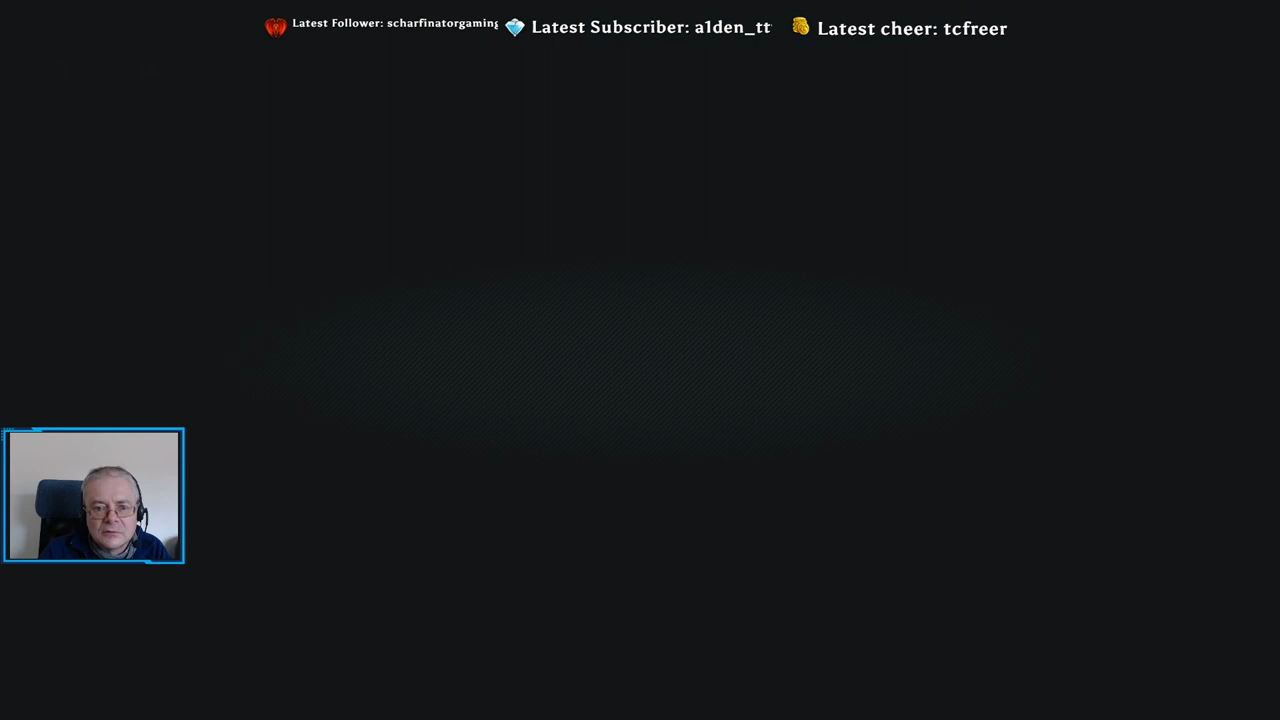 Latest Follower: scharfinatorgaming
Latest Subscriber: a1den_tt
Latest cheer: tcfreer